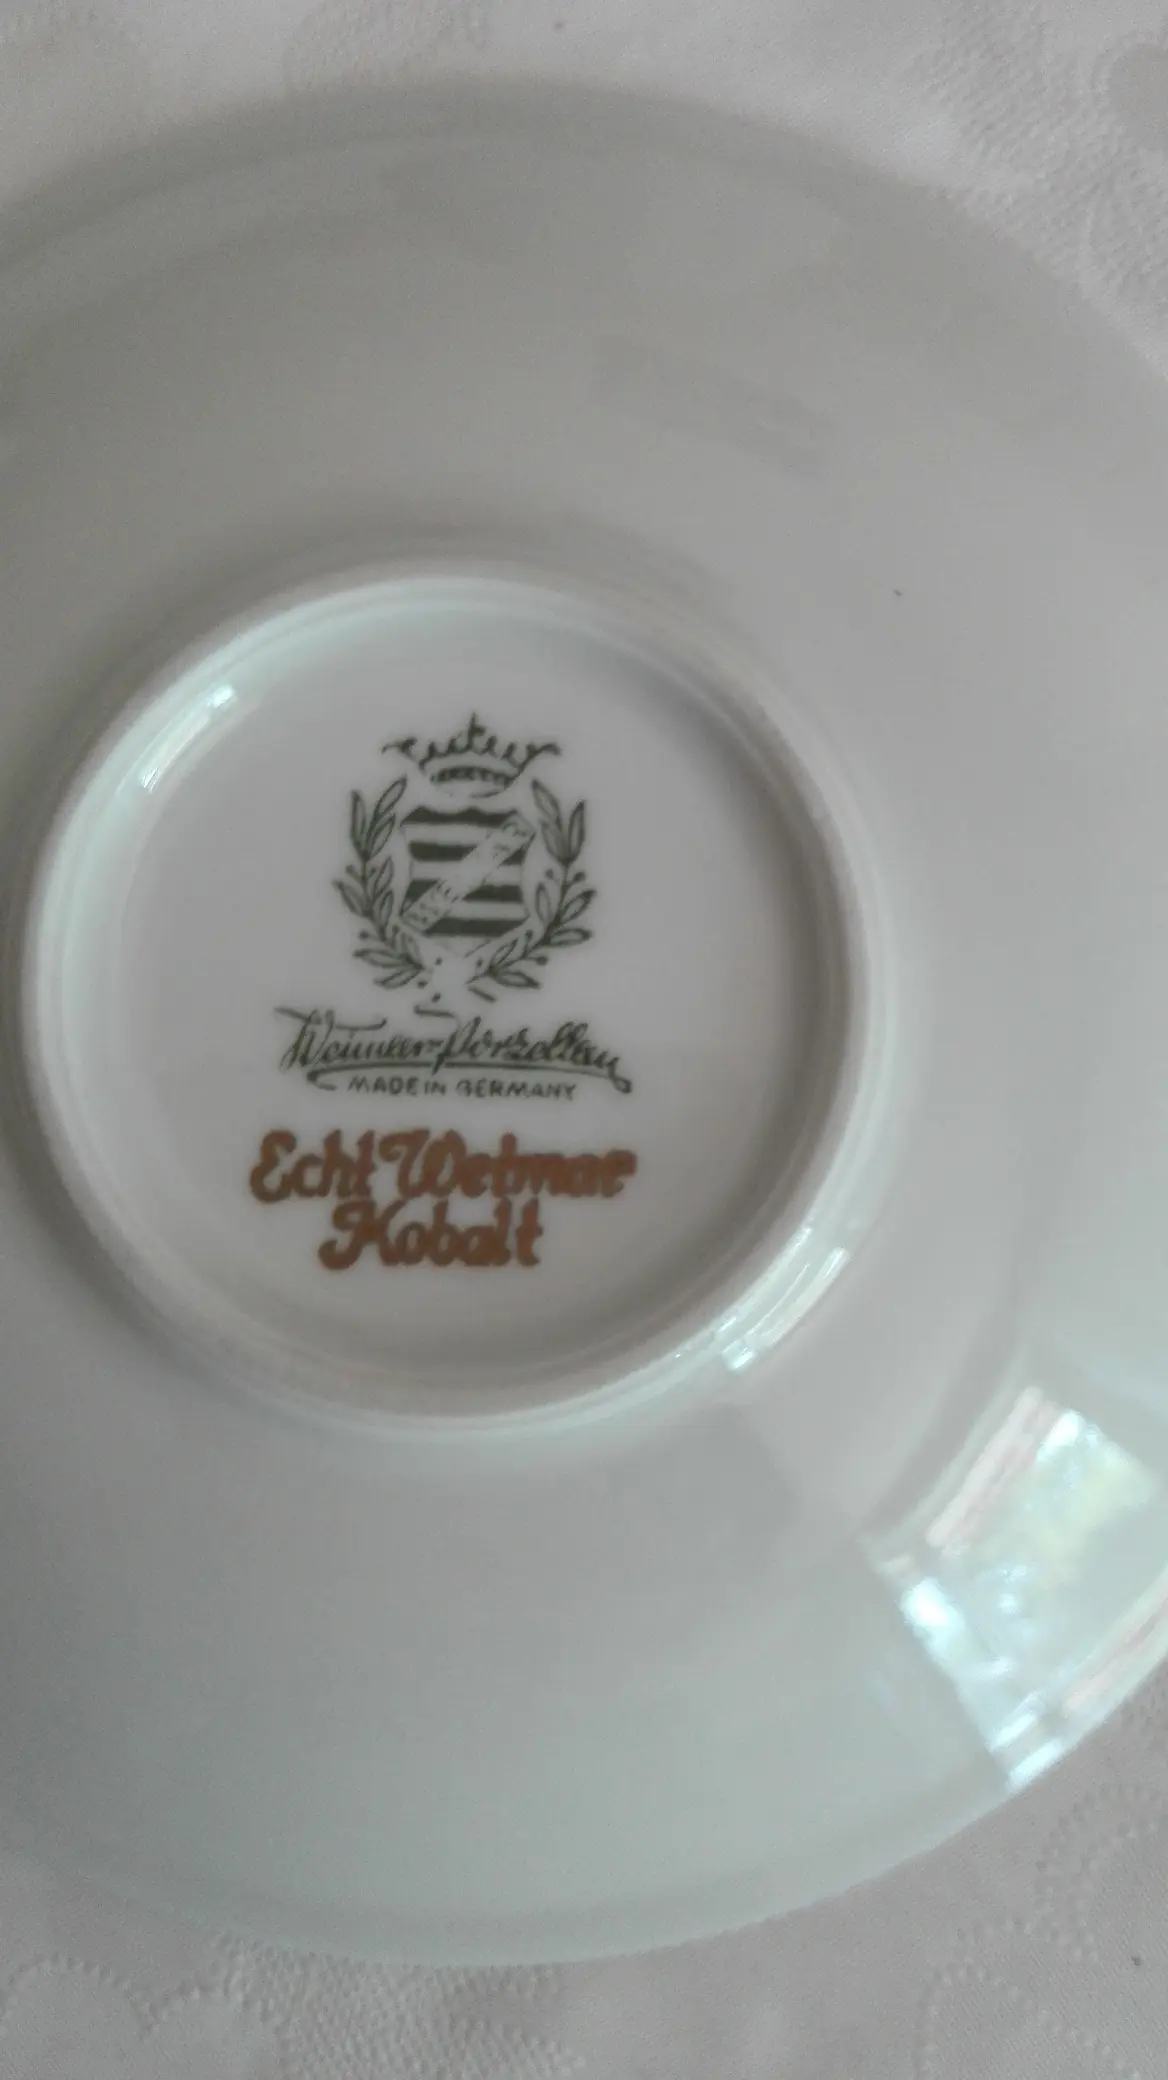 Weimar-Porzellan
MADE IN GERMANY
Echt Weimar
Kobalt